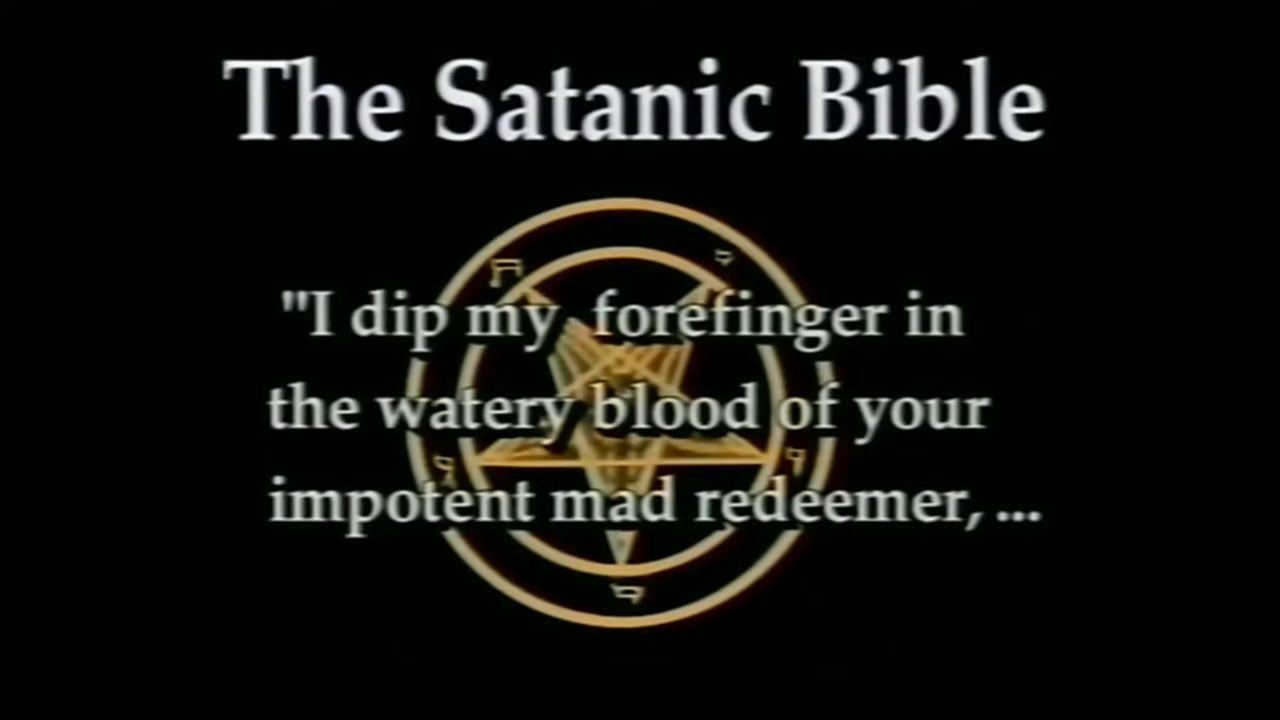 The Satanic Bible
"I dip my forefinger in
the watery blood of your
impotent mad redeemer, ...